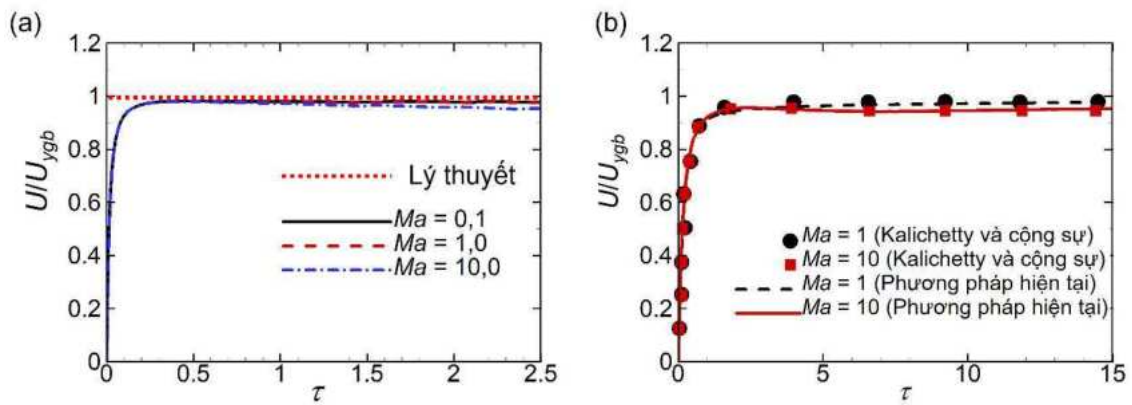 (a)
1.2
1
0.8
0.6
0.4
0.2
0
U/U_ygb
Lý thuyết
Ma = 0,1
Ma = 1,0
Ma = 10,0
0 0.5 1 1.5 2 2.5
τ
(b)
1.2
1
0.8
0.6
0.4
0.2
0
U/U_ygb
Ma = 1 (Kalichetty và cộng sự)
Ma = 10 (Kalichetty và cộng sự)
Ma = 1 (Phương pháp hiện tại)
Ma = 10 (Phương pháp hiện tại)
0 5 10 15
τ